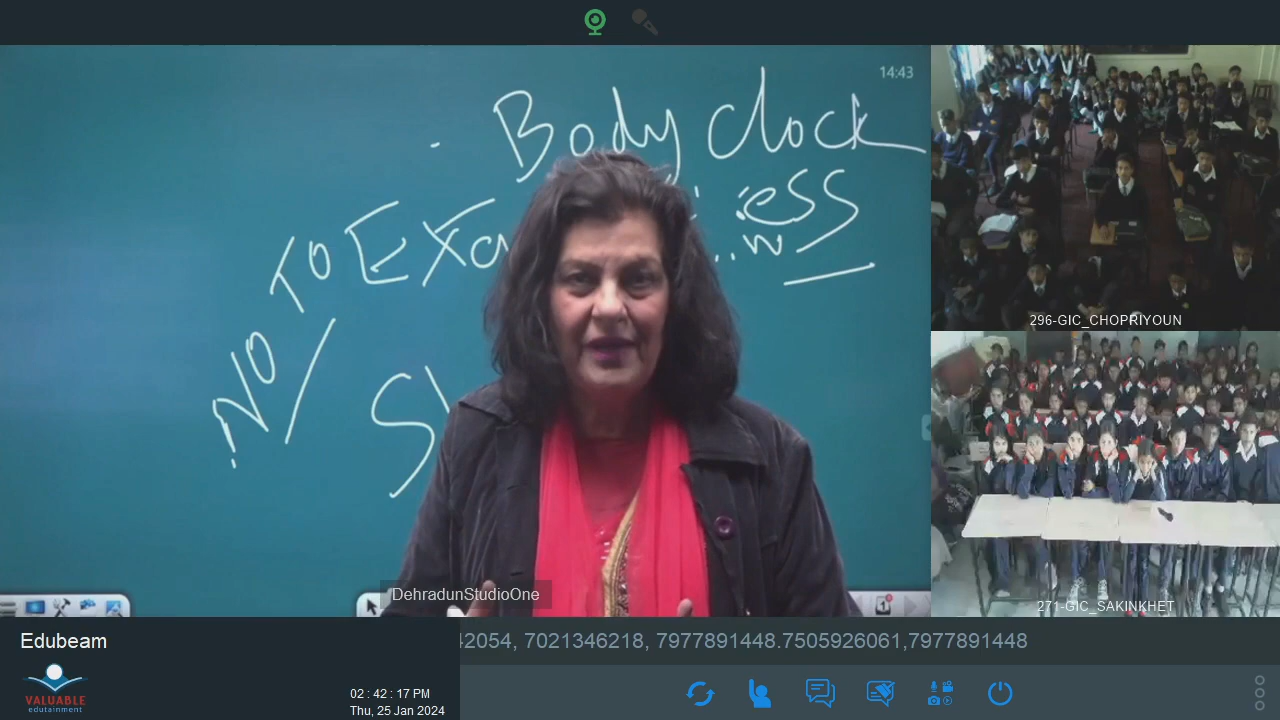 14:43
Body clock
TO Exa ess
NO/
296-GIC_CHOPRIYOUN
271-GIC_SAKINKHET
DehradunStudioOne
Edubeam
42054, 7021346218, 7977891448.7505926061,7977891448
VALUABLE
edutainment
02 : 42 : 17 PM
Thu, 25 Jan 2024